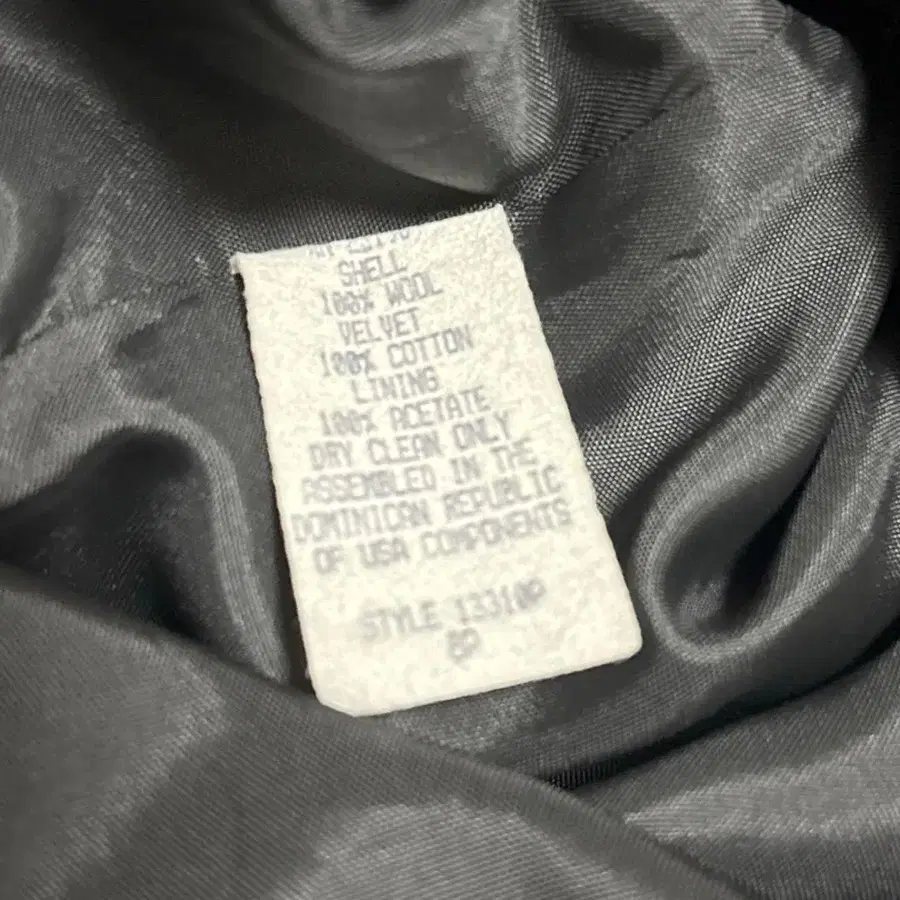 SHELL
100% WOOL
VELVET
100% COTTON
LINING
100% ACETATE
DRY CLEAN ONLY
ASSEMBLED IN THE
DOMINICAN REPUBLIC
OF USA COMPONENTS
STYLE 13310P